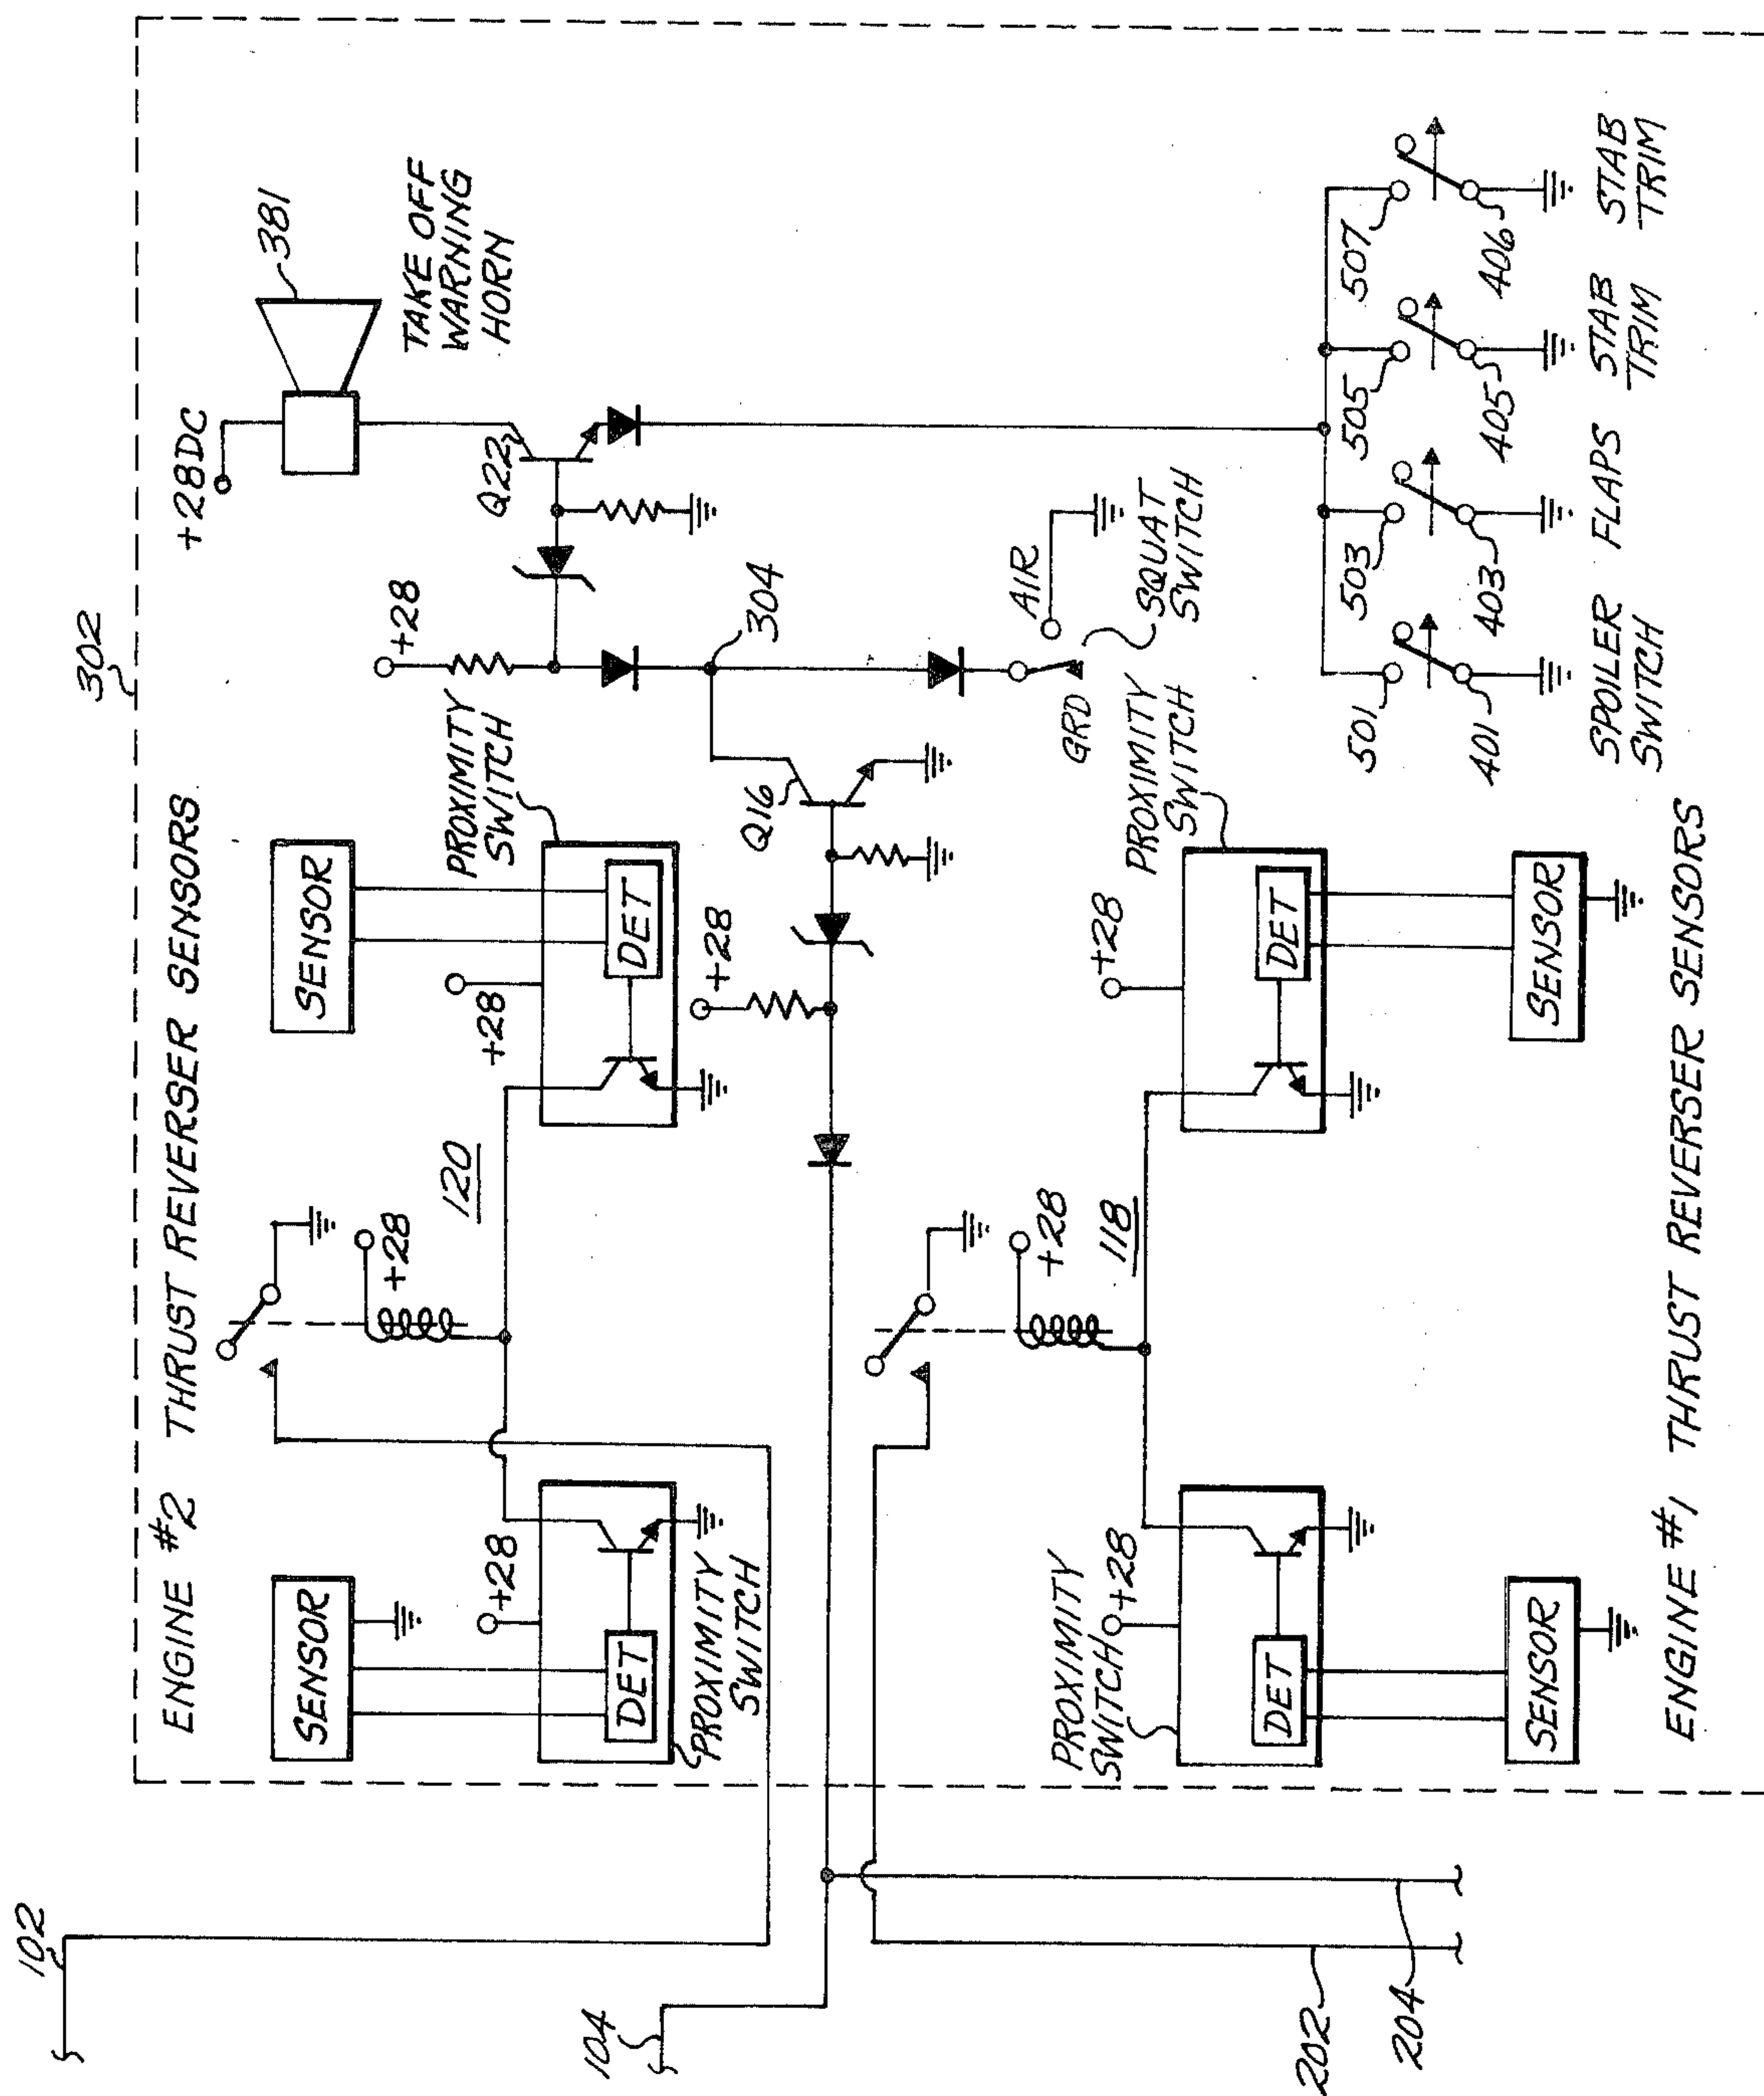 302
ENGINE #2 THRUST REVERSER SENSORS
+28DC
381
TAKE OFF
WARNING
HORN
SENSOR
SENSOR
+28
120
+28
+28
PROXIMITY
SWITCH
DET
DET
PROXIMITY
SWITCH
+28
Q22
304
+28
Q16
AIR
GRD
SQUAT
SWITCH
+28
118
PROXIMITY
SWITCH
+28
DET
PROXIMITY
SWITCH
+28
DET
SENSOR
SENSOR
501
503
505
507
401
403
405
406
SPOILER
SWITCH
FLAPS
STAB
TRIM
STAB
TRIM
ENGINE #1 THRUST REVERSER SENSORS
102
104
202
204